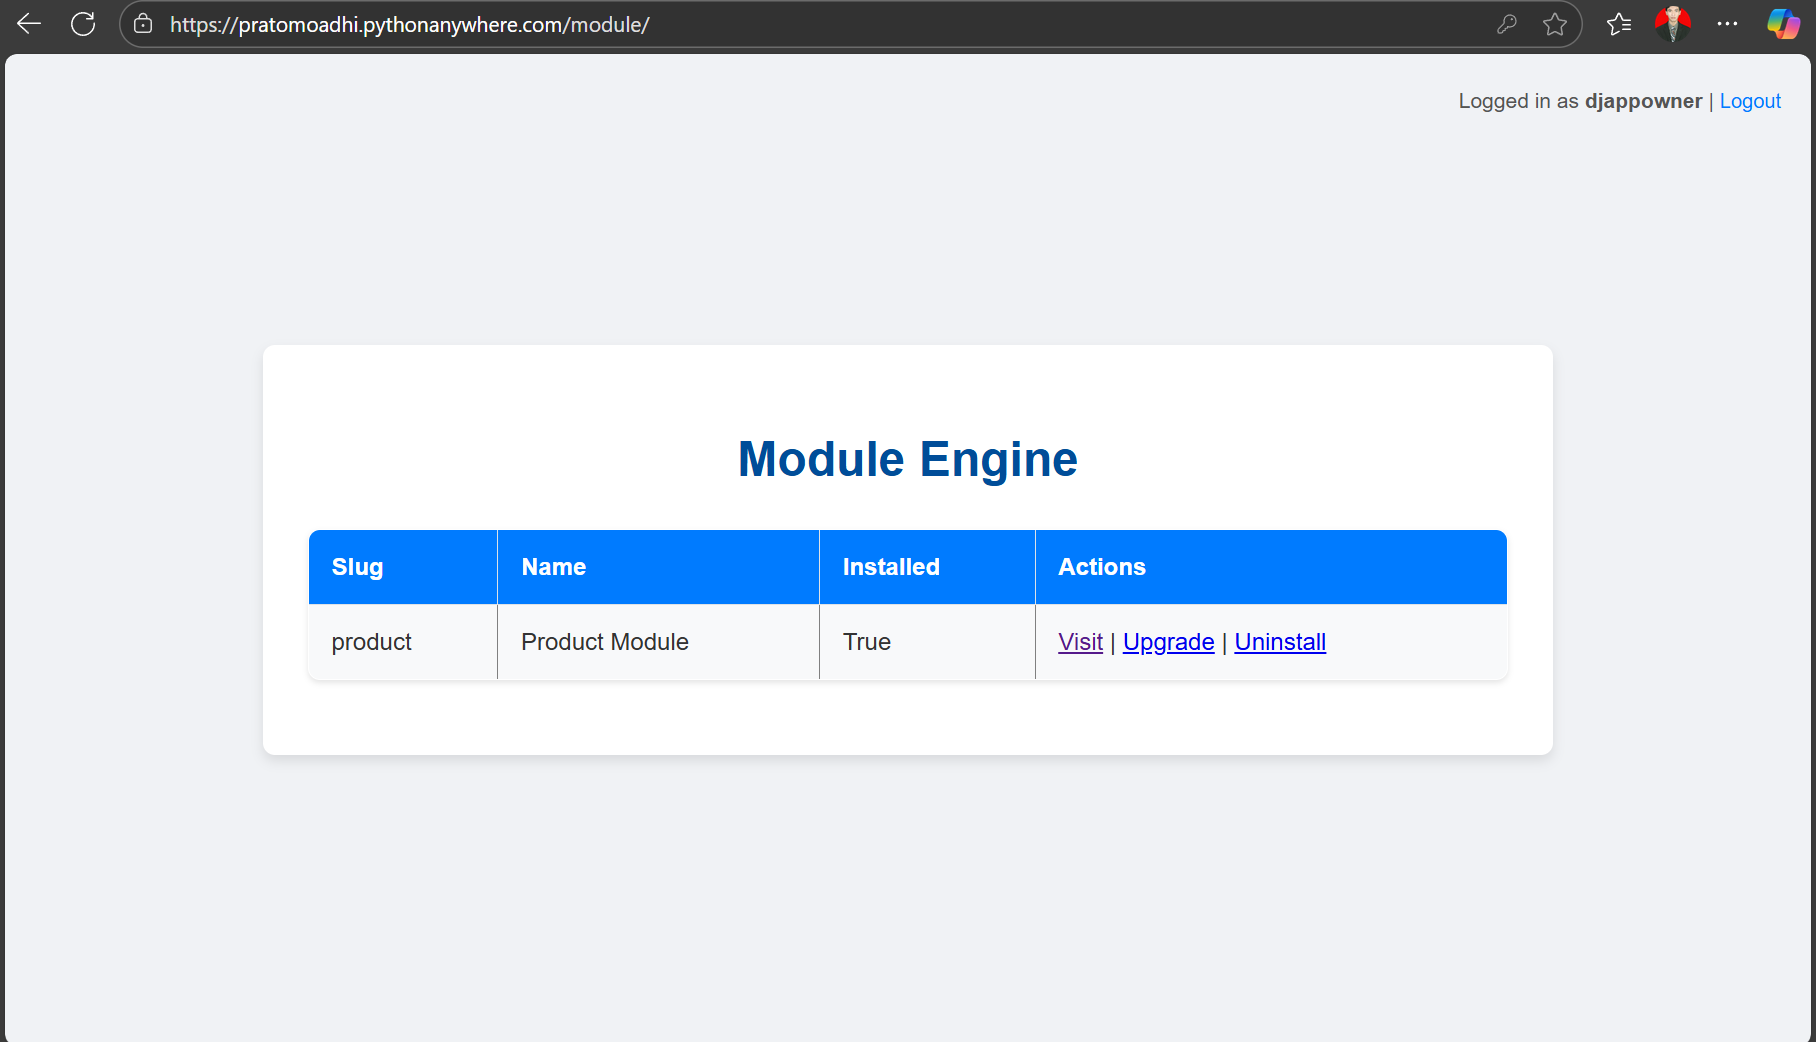 https://pratomoadhi.pythonanywhere.com/module/
Logged in as djappowner | Logout
Module Engine
Slug Name Installed Actions
product Product Module True Visit | Upgrade | Uninstall